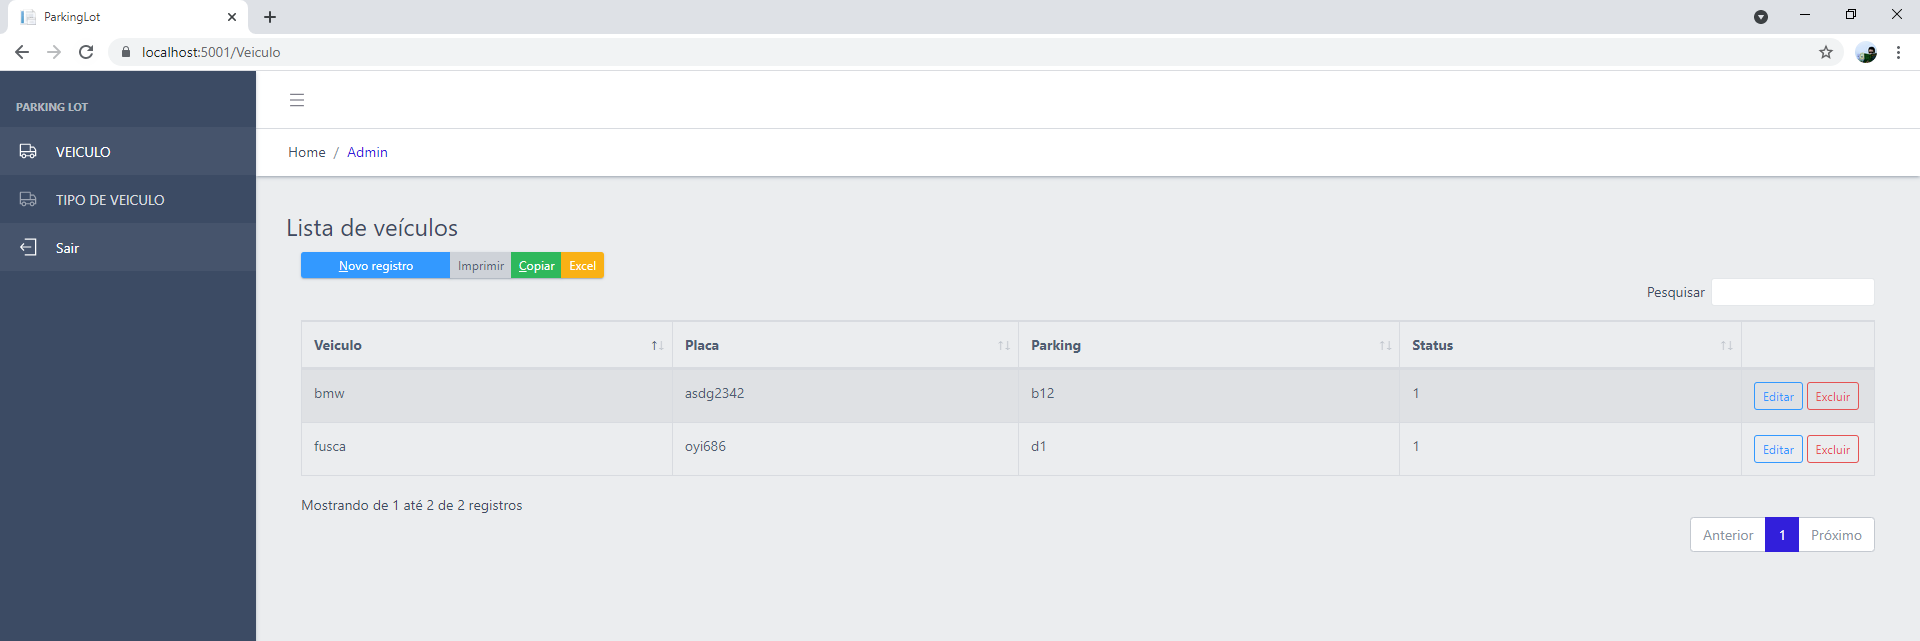 ParkingLot
localhost:5001/Veiculo
PARKING LOT
VEICULO
TIPO DE VEICULO
Sair
Home / Admin
Lista de veículos
Novo registro Imprimir Copiar Excel
Pesquisar
Veiculo Placa Parking Status
bmw asdg2342 b12 1 Editar Excluir
fusca oyi686 d1 1 Editar Excluir
Mostrando de 1 até 2 de 2 registros
Anterior 1 Próximo